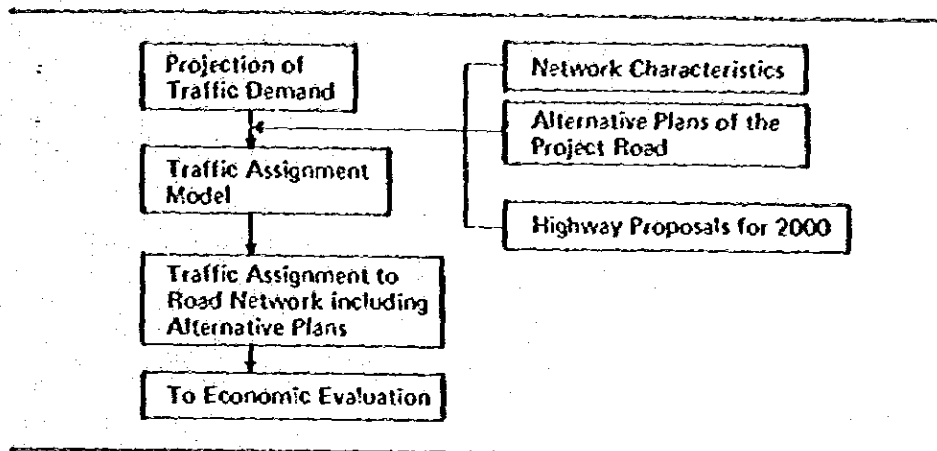 Projection of
Traffic Demand
Network Characteristics
Alternative Plans of the
Project Road
Traffic Assignment
Model
Highway Proposals for 2000
Traffic Assignment to
Road Network including
Alternative Plans
To Economic Evaluation